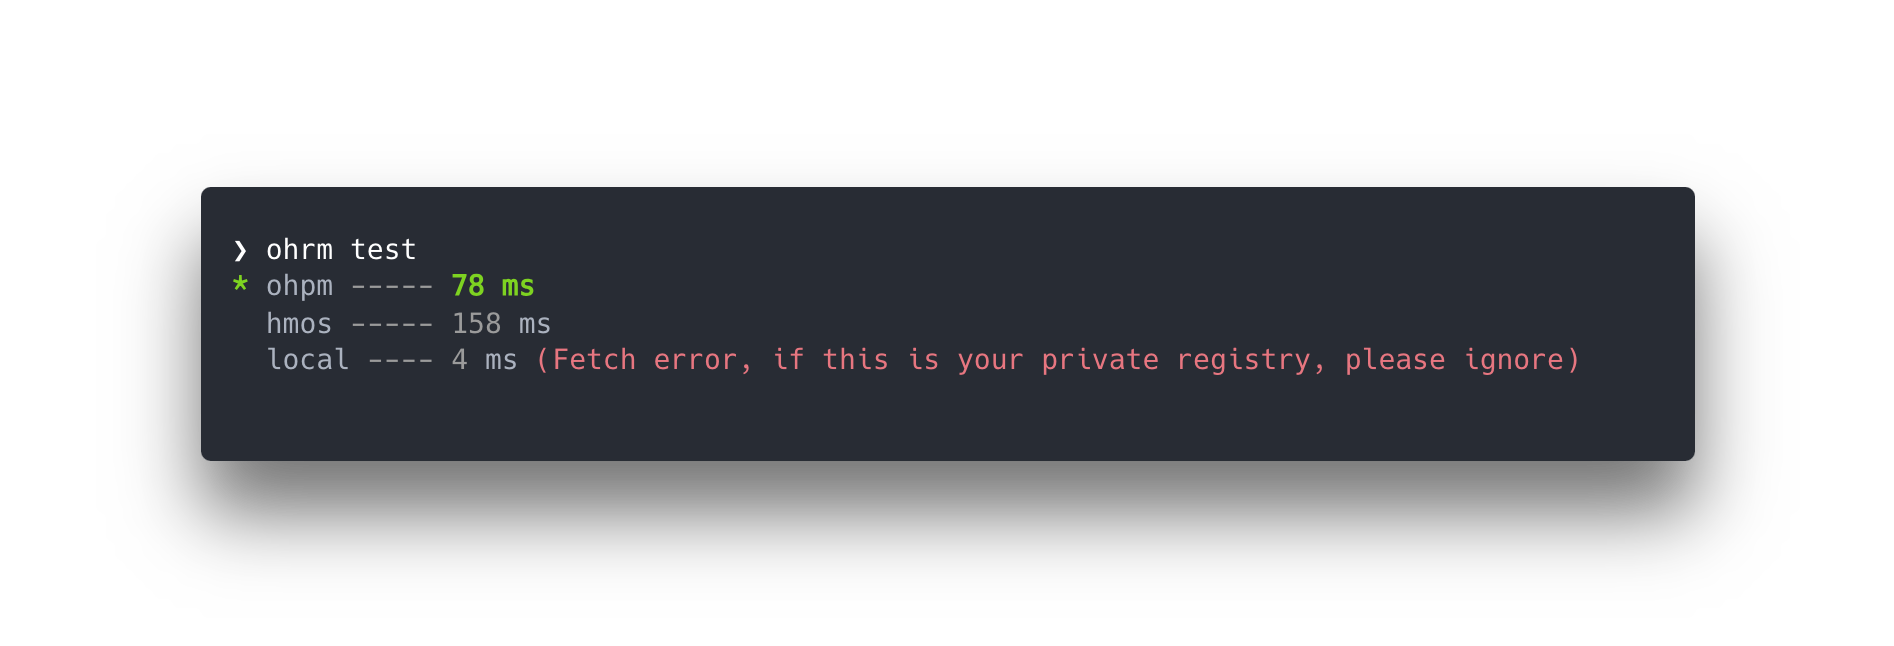 ❯ ohrm test
* ohpm ----- 78 ms
  hmos ----- 158 ms
  local ---- 4 ms (Fetch error, if this is your private registry, please ignore)